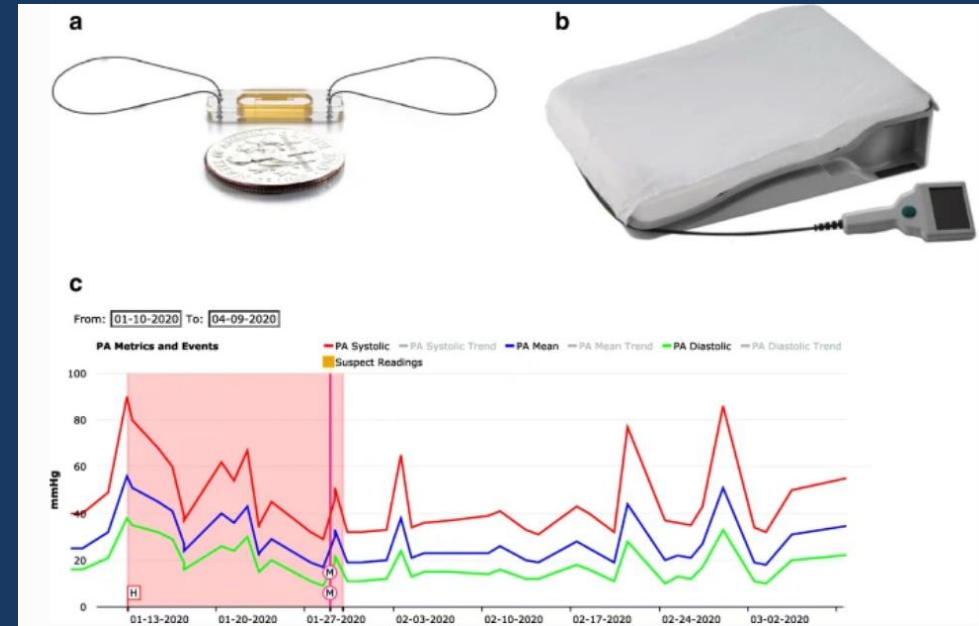 a
b
c
From: 01-10-2020 To: 04-09-2020
PA Metrics and Events
PA Systolic PA Systolic Trend PA Mean PA Mean Trend PA Diastolic PA Diastolic Trend
Suspect Readings
100
80
60
40
20
0
mmHg
H
M
M
01-13-2020 01-20-2020 01-27-2020 02-03-2020 02-10-2020 02-17-2020 02-24-2020 03-02-2020